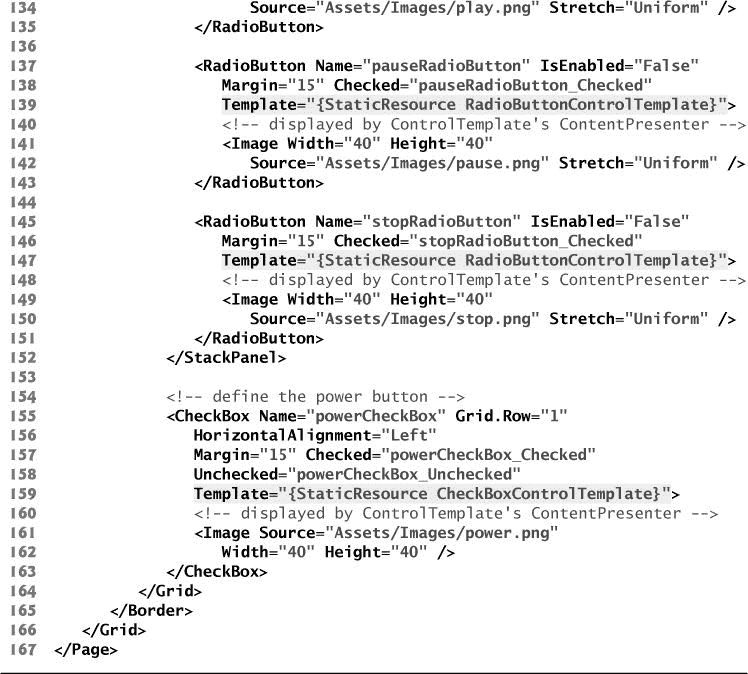 134 Source="Assets/Images/play.png" Stretch="Uniform" />
135 </RadioButton>
136
137 <RadioButton Name="pauseRadioButton" IsEnabled="False"
138 Margin="15" Checked="pauseRadioButton_Checked"
139 Template="{StaticResource RadioButtonControlTemplate}">
140 <!-- displayed by ControlTemplate's ContentPresenter -->
141 <Image Width="40" Height="40"
142 Source="Assets/Images/pause.png" Stretch="Uniform" />
143 </RadioButton>
144
145 <RadioButton Name="stopRadioButton" IsEnabled="False"
146 Margin="15" Checked="stopRadioButton_Checked"
147 Template="{StaticResource RadioButtonControlTemplate}">
148 <!-- displayed by ControlTemplate's ContentPresenter -->
149 <Image Width="40" Height="40"
150 Source="Assets/Images/stop.png" Stretch="Uniform" />
151 </RadioButton>
152 </StackPanel>
153
154 <!-- define the power button -->
155 <CheckBox Name="powerCheckBox" Grid.Row="1"
156 HorizontalAlignment="Left"
157 Margin="15" Checked="powerCheckBox_Checked"
158 Unchecked="powerCheckBox_Unchecked"
159 Template="{StaticResource CheckBoxControlTemplate}">
160 <!-- displayed by ControlTemplate's ContentPresenter -->
161 <Image Source="Assets/Images/power.png"
162 Width="40" Height="40" />
163 </CheckBox>
164 </Grid>
165 </Border>
166 </Grid>
167 </Page>